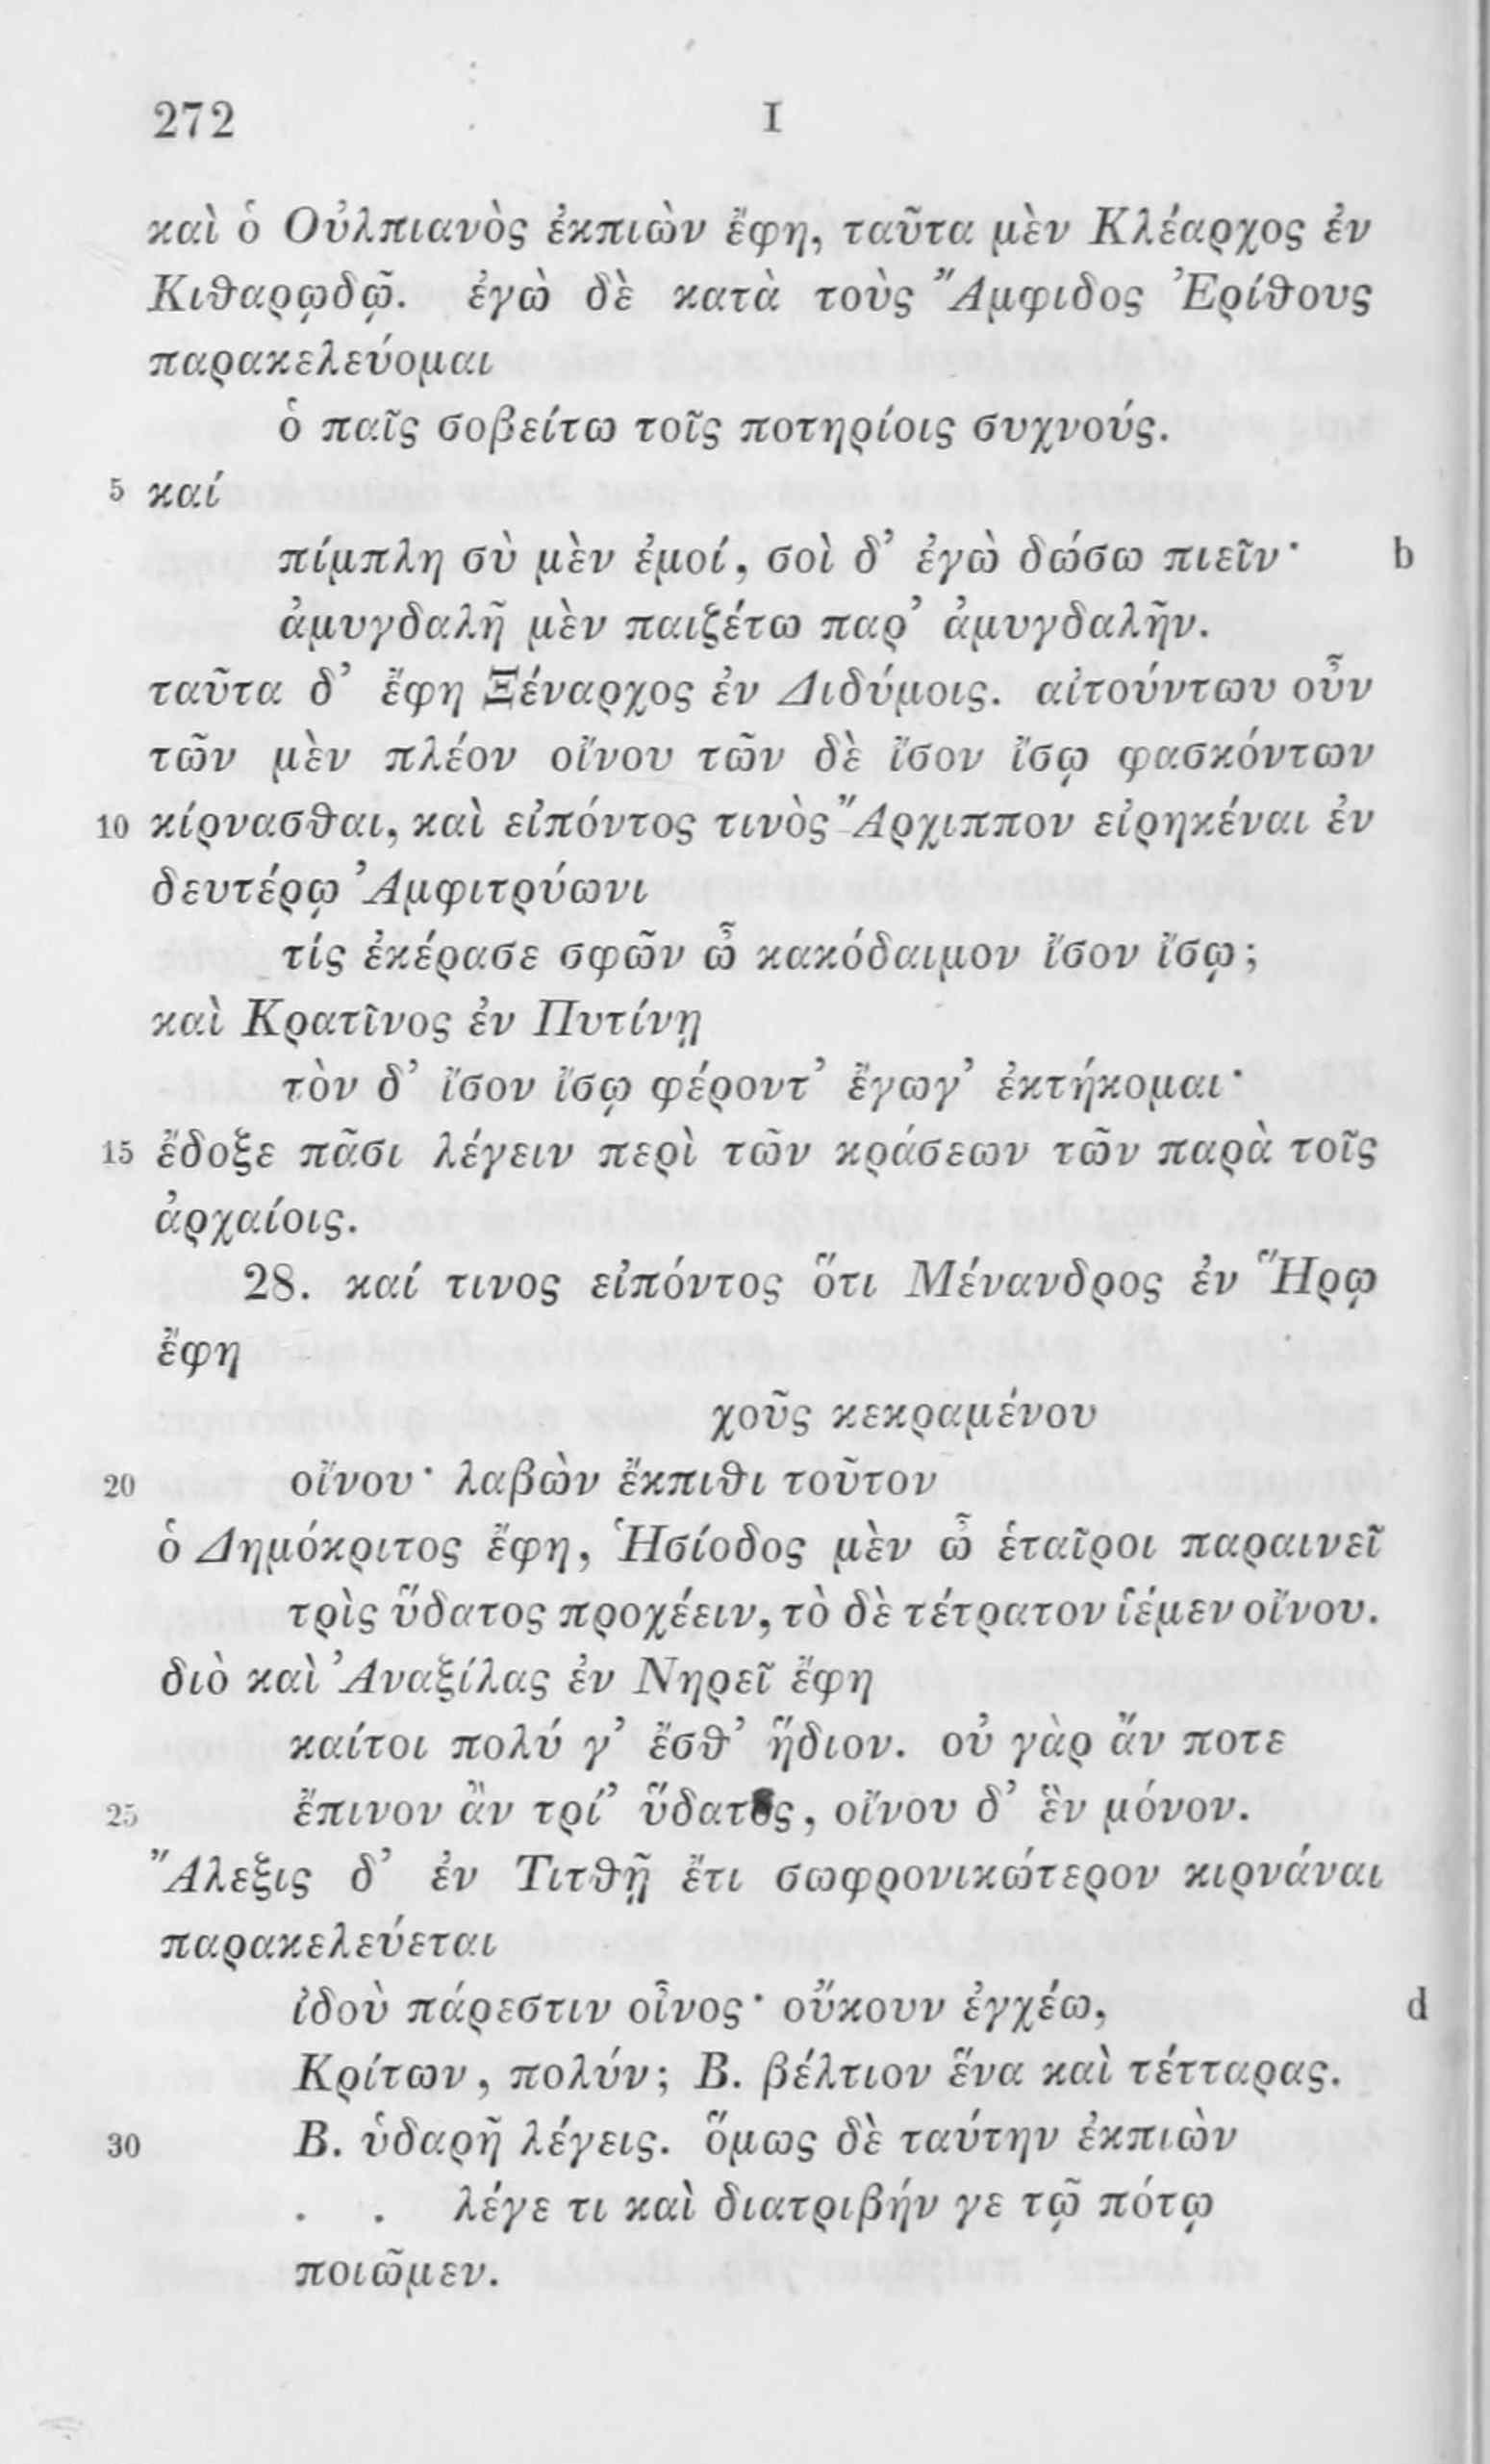 272 I
καὶ ὁ Οὐλπιανὸς ἐκπιὼν ἔφη, ταῦτα μὲν Κλέαρχος ἐν
Κιθαρῳδῷ. ἐγὼ δὲ κατὰ τοὺς Ἄμφιδος Ἐρίθους
παρακελεύομαι
ὁ παῖς σοβείτω τοῖς ποτηρίοις συχνούς.
5 καί
πίμπλη σὺ μὲν ἐμοί, σοὶ δ’ ἐγὼ δώσω πιεῖν· b
ἀμυγδαλῆ μὲν παιζέτω παρ’ ἀμυγδαλῆν.
ταῦτα δ’ ἔφη Ξέναρχος ἐν Διδύμοις. αἰτούντων οὖν
τῶν μὲν πλέον οἴνου τῶν δὲ ἴσον ἴσῳ φασκόντων
10 κίρνασθαι, καὶ εἰπόντος τινὸς Ἄρχιππον εἰρηκέναι ἐν
δευτέρῳ Ἀμφιτρύωνι
τίς ἐκέρασε σφῶν ὦ κακόδαιμον ἴσον ἴσῳ;
καὶ Κρατῖνος ἐν Πυτίνῃ
τὸν δ’ ἴσον ἴσῳ φέροντ’ ἔγωγ’ ἐκτήκομαι·
15 ἔδοξε πᾶσι λέγειν περὶ τῶν κράσεων τῶν παρὰ τοῖς
ἀρχαίοις.
28. καί τινος εἰπόντος ὅτι Μένανδρος ἐν Ἥρῳ
ἔφη
χοῦς κεκραμένου
20 οἴνου· λαβὼν ἔκπιθι τοῦτον
ὁ Δημόκριτος ἔφη, Ἡσίοδος μὲν ὦ ἑταῖροι παραινεῖ
τρὶς ὕδατος προχέειν, τὸ δὲ τέτρατον ἱέμεν οἴνου.
διὸ καὶ Ἀναξίλας ἐν Νηρεῖ ἔφη
καίτοι πολύ γ’ ἔσθ’ ἥδιον. οὐ γὰρ ἄν ποτε
25 ἔπινον ἂν τρί’ ὕδατος, οἴνου δ’ ἓν μόνον.
Ἄλεξις δ’ ἐν Τιτθῇ ἔτι σωφρονικώτερον κιρνάναι
παρακελεύεται
ἰδοὺ πάρεστιν οἶνος· οὔκουν ἐγχέω, d
Κρίτων, πολύν; Β. βέλτιον ἕνα καὶ τέτταρας.
30 Β. ὑδαρῆ λέγεις. ὅμως δὲ ταύτην ἐκπιὼν
. . λέγε τι καὶ διατριβήν γε τῷ πότῳ
ποιῶμεν.